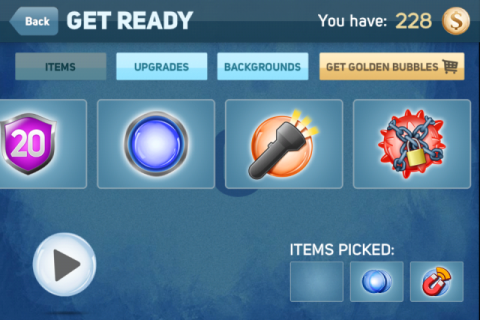 Back
GET READY
You have: 228
ITEMS
UPGRADES
BACKGROUNDS
GET GOLDEN BUBBLES
20
ITEMS PICKED: